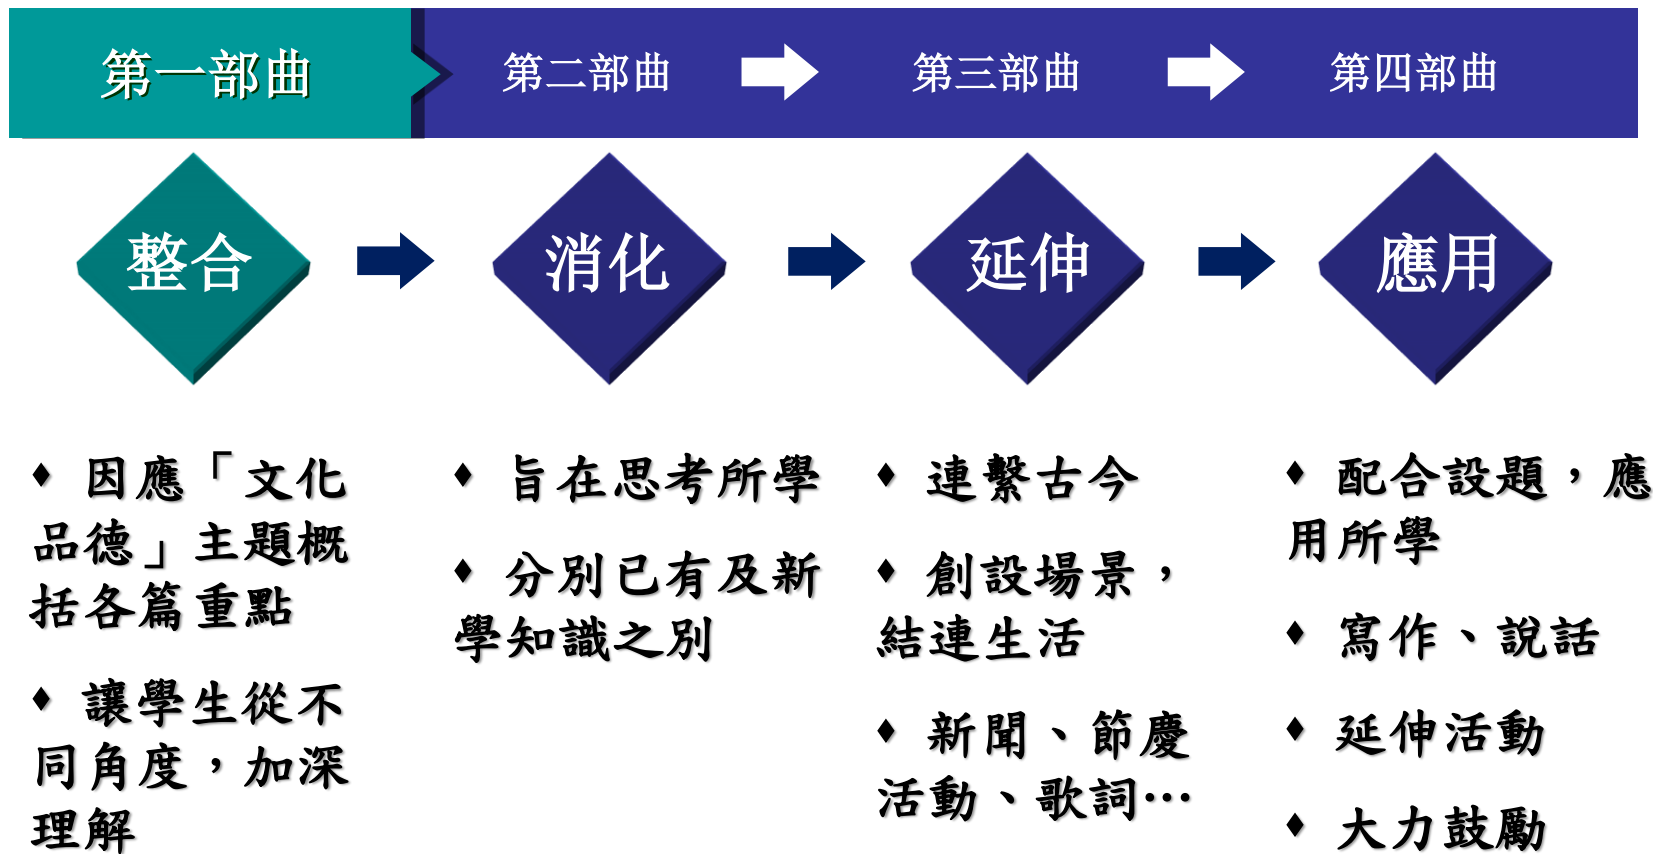 第一部曲
第二部曲
第三部曲
第四部曲
整合
消化
延伸
應用
♦ 因應「文化
品德」主題概
括各篇重點
♦ 讓學生從不
同角度，加深
理解
♦ 旨在思考所學
♦ 分別已有及新
學知識之別
♦ 連繫古今
♦ 創設場景，
結連生活
♦ 新聞、節慶
活動、歌詞…
♦ 配合設題，應
用所學
♦ 寫作、說話
♦ 延伸活動
♦ 大力鼓勵